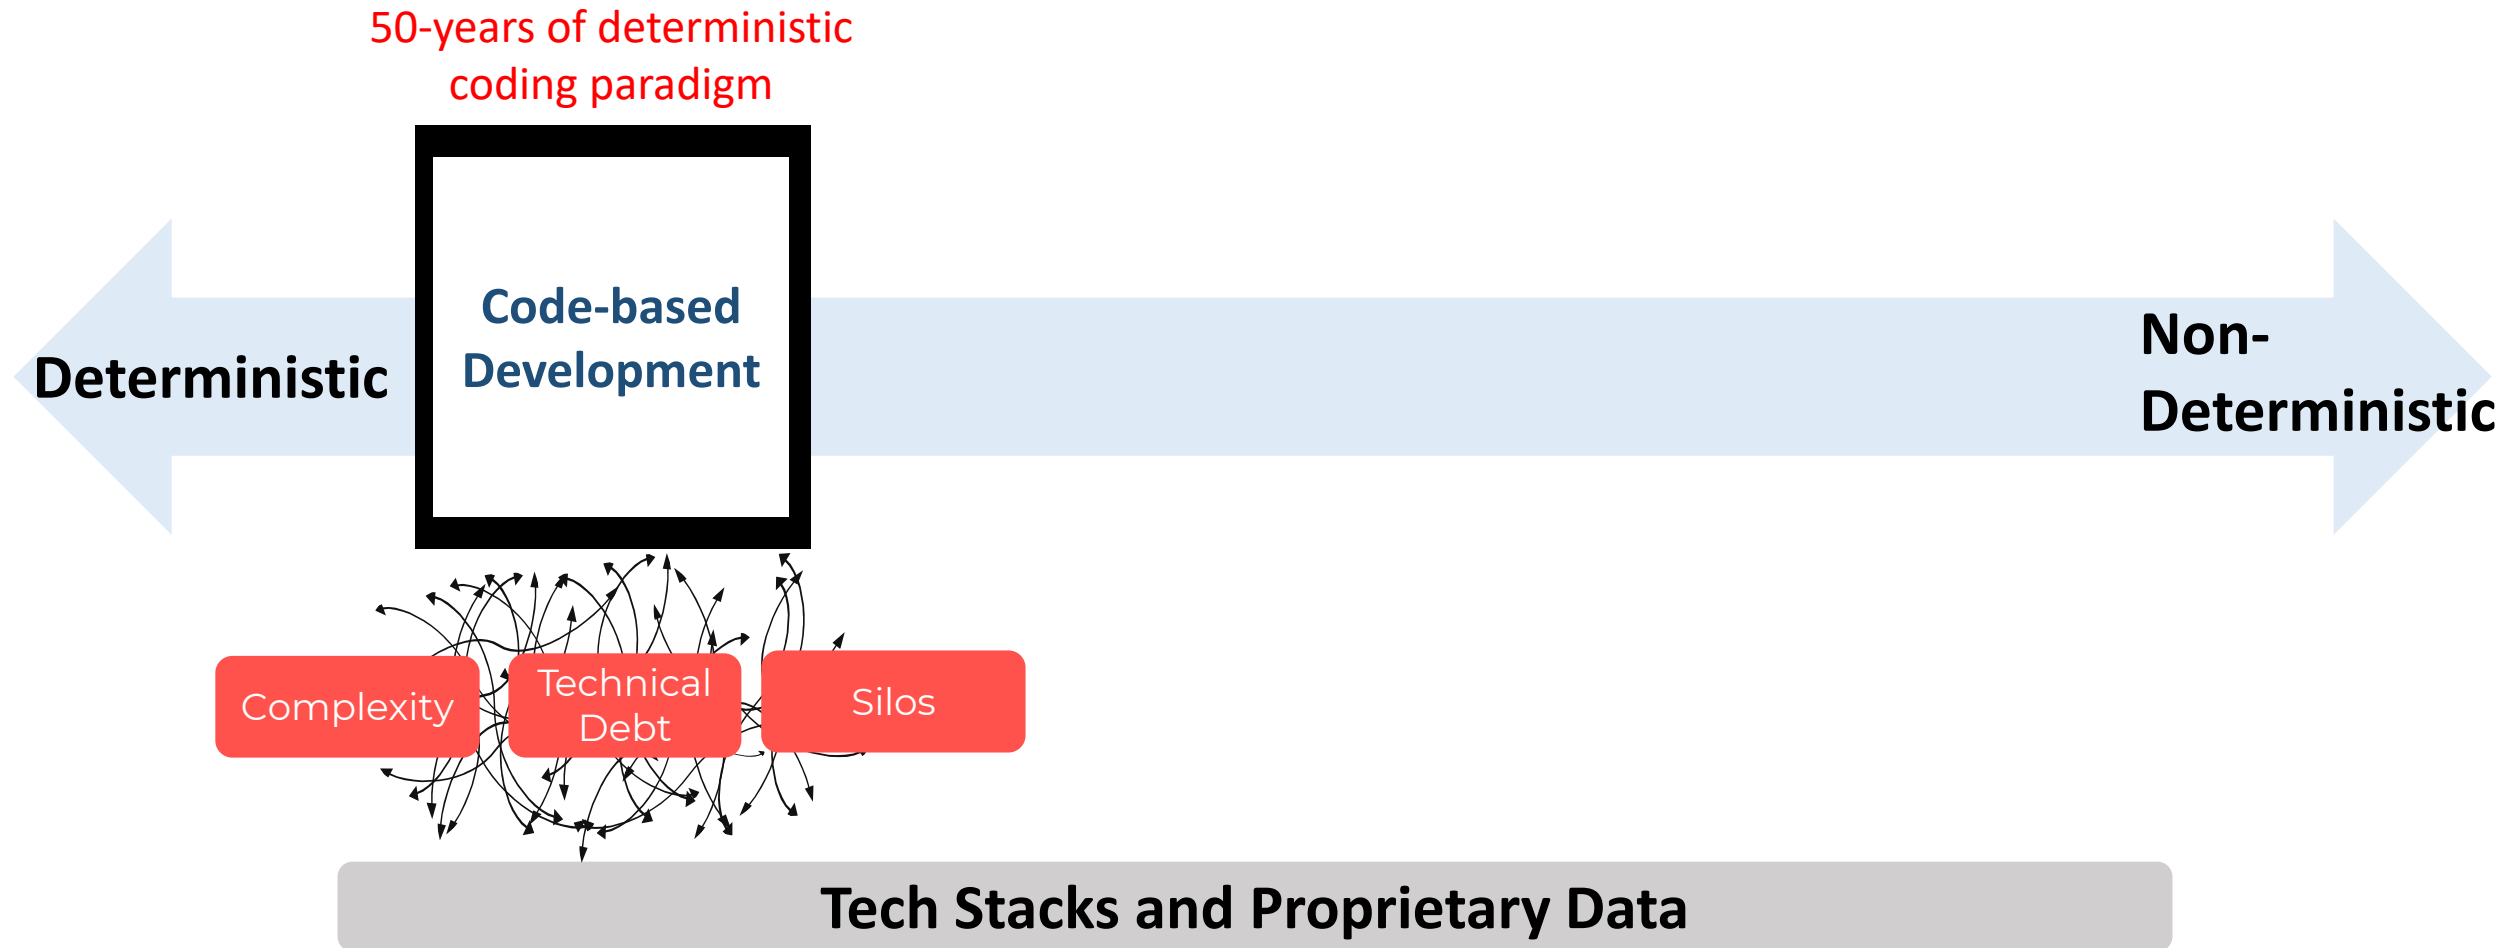 50-years of deterministic
coding paradigm
Code-based
Development
Deterministic
Non-
Deterministic
Complexity
Technical
Debt
Silos
Tech Stacks and Proprietary Data